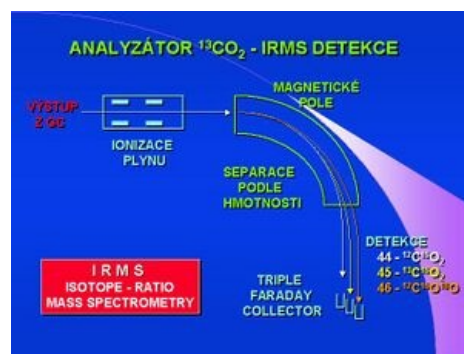 ANALYZÁTOR ¹³CO₂ - IRMS DETEKCE
MAGNETICKÉ
POLE
VÝSTUP
Z GC
IONIZACE
PLYNU
SEPARACE
PODLE
HMOTNOSTI
DETEKCE
44 - ¹²C¹⁶O₂
45 - ¹³C¹⁶O₂
46 - ¹²C¹⁶O¹⁸O
TRIPLE
FARADAY
COLLECTOR
I R M S
ISOTOPE - RATIO
MASS SPECTROMETRY